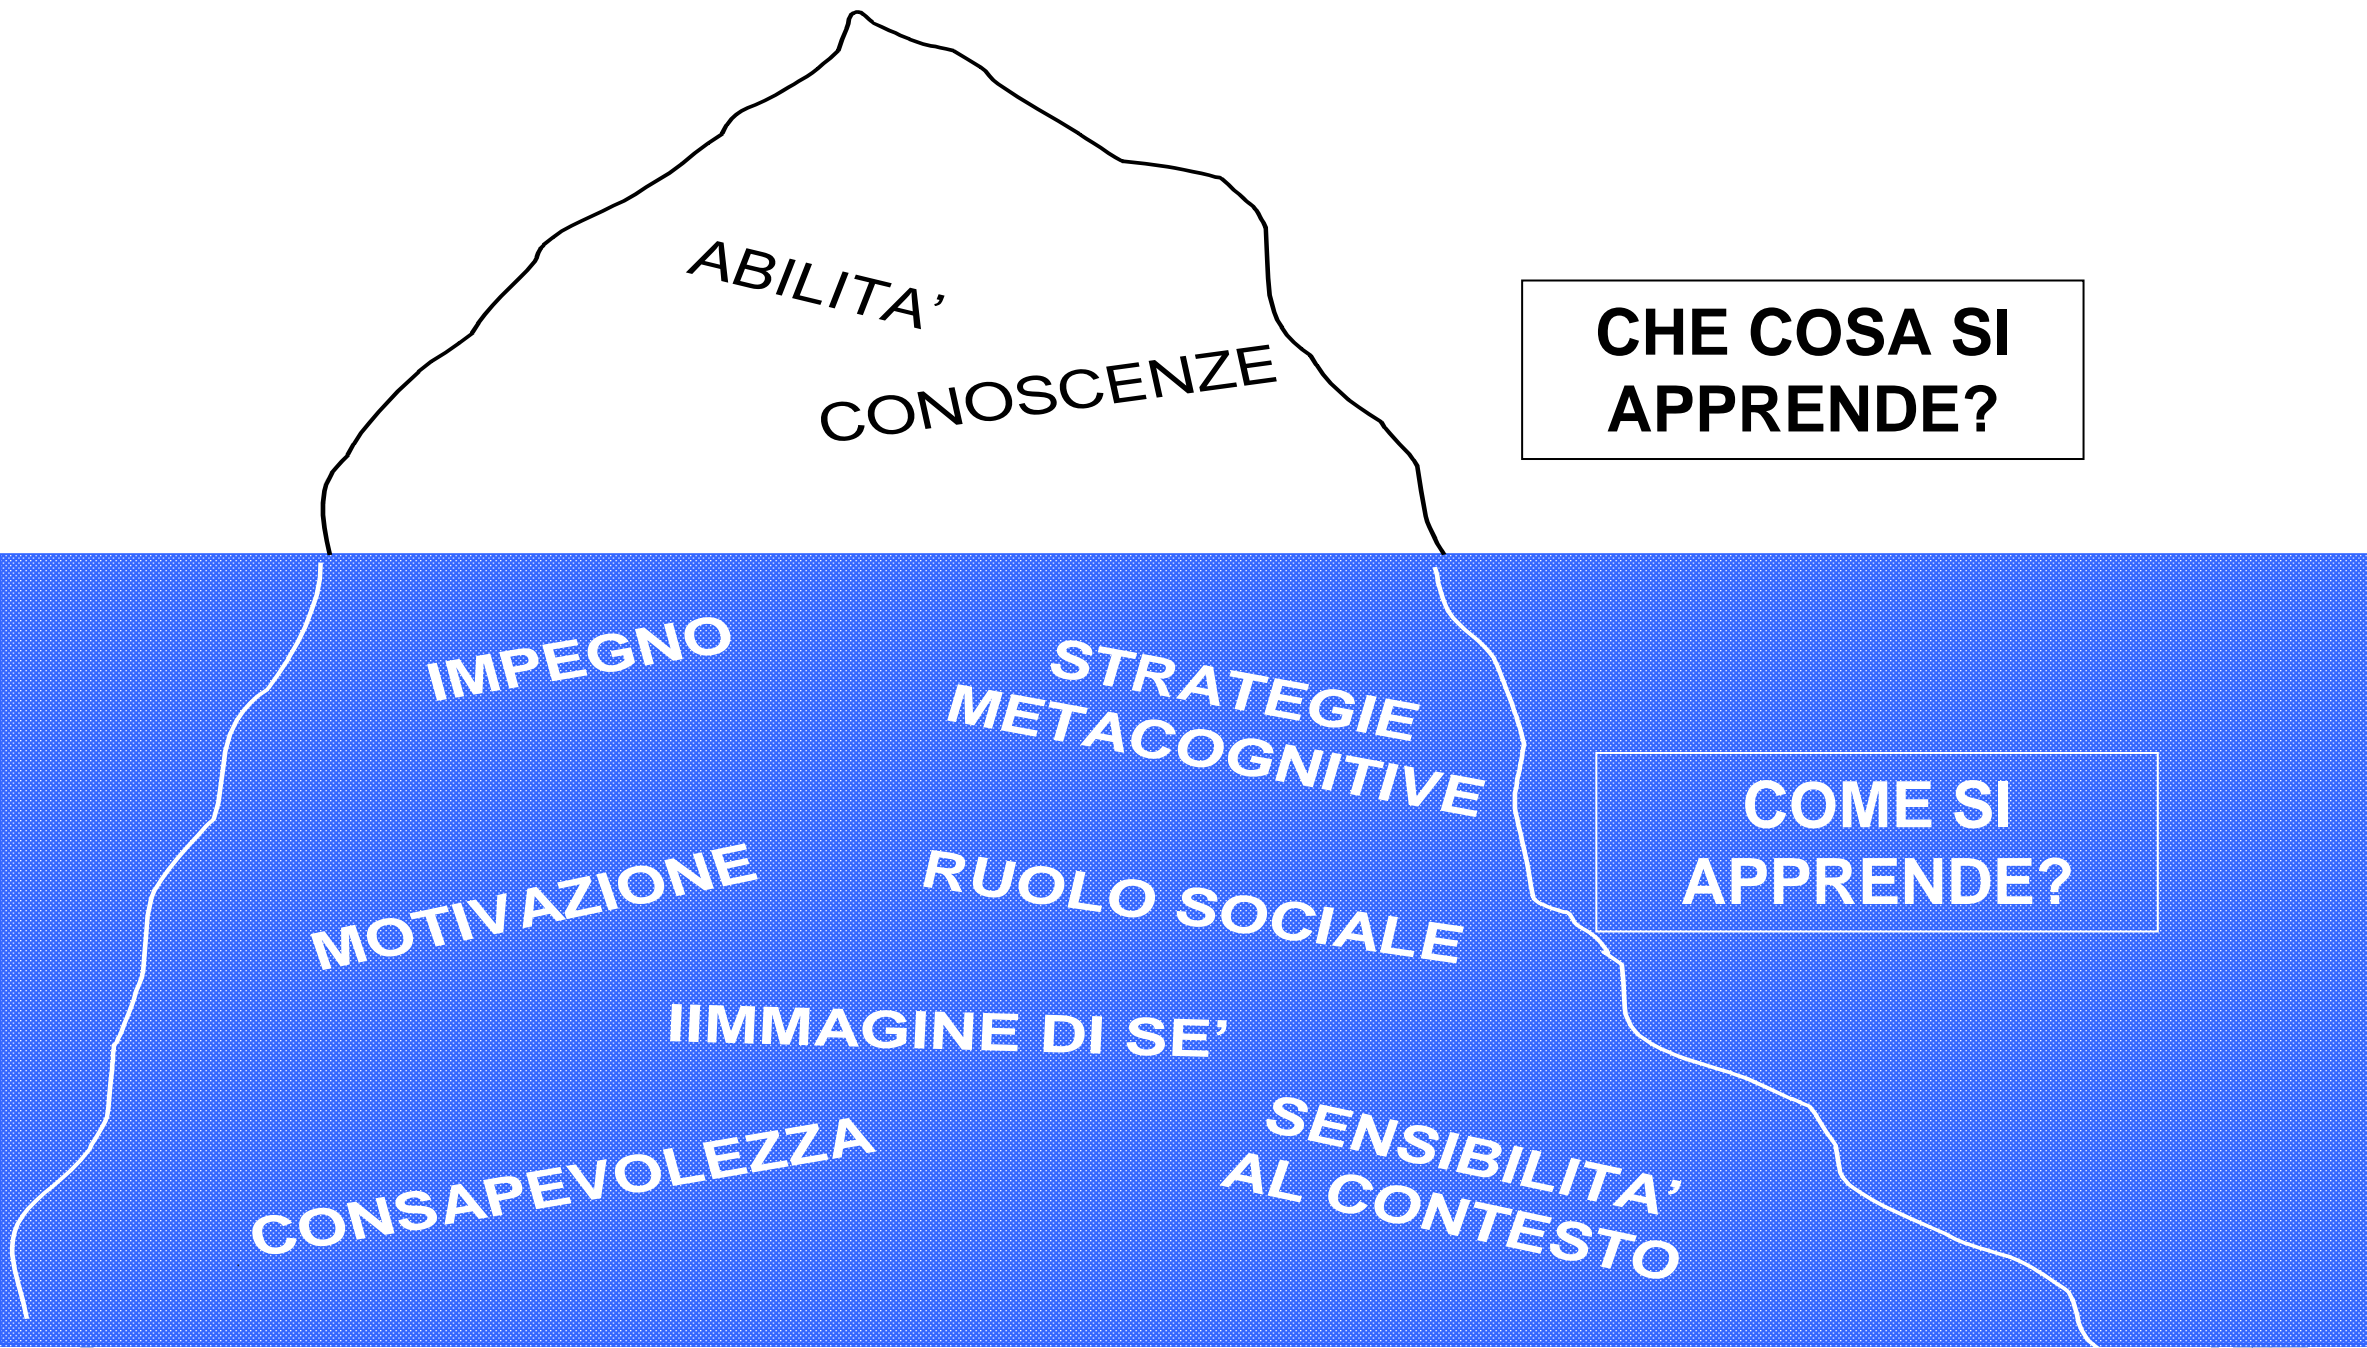 ABILITA’
CONOSCENZE
CHE COSA SI
APPRENDE?
IMPEGNO
STRATEGIE
METACOGNITIVE
COME SI
APPRENDE?
MOTIVAZIONE
RUOLO SOCIALE
IIMMAGINE DI SE’
CONSAPEVOLEZZA
SENSIBILITA’
AL CONTESTO